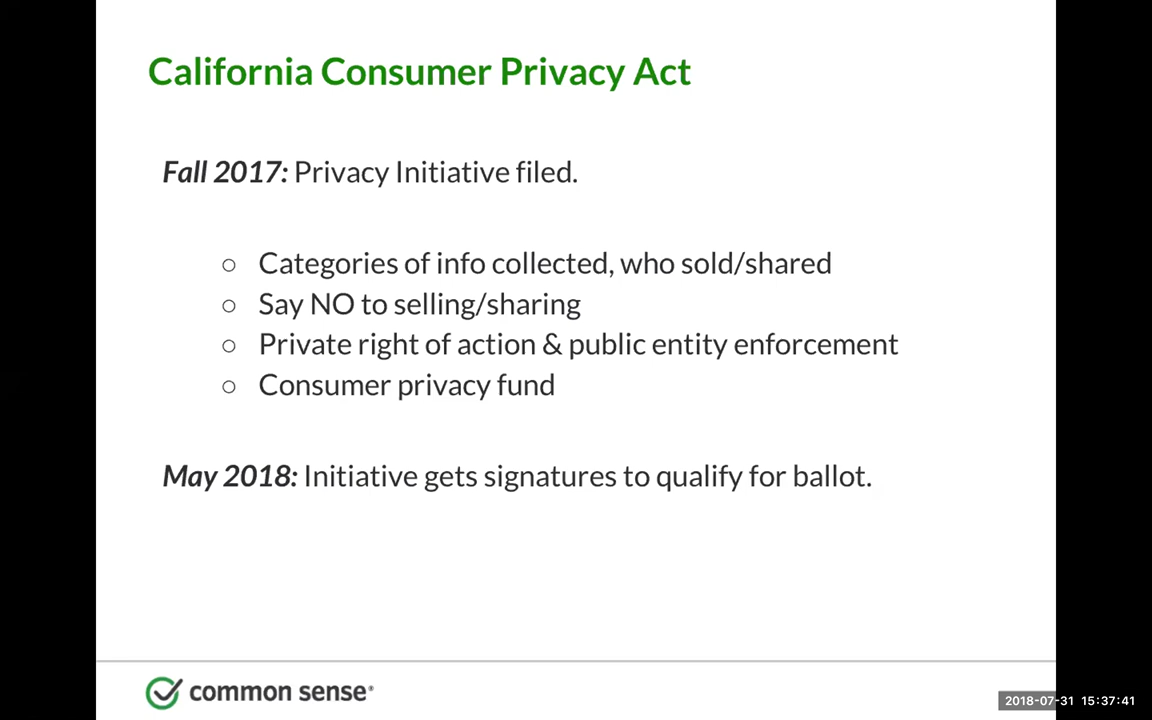 California Consumer Privacy Act
Fall 2017: Privacy Initiative filed.
○ Categories of info collected, who sold/shared
○ Say NO to selling/sharing
○ Private right of action & public entity enforcement
○ Consumer privacy fund
May 2018: Initiative gets signatures to qualify for ballot.
common sense®
2018-07-31 15:37:41